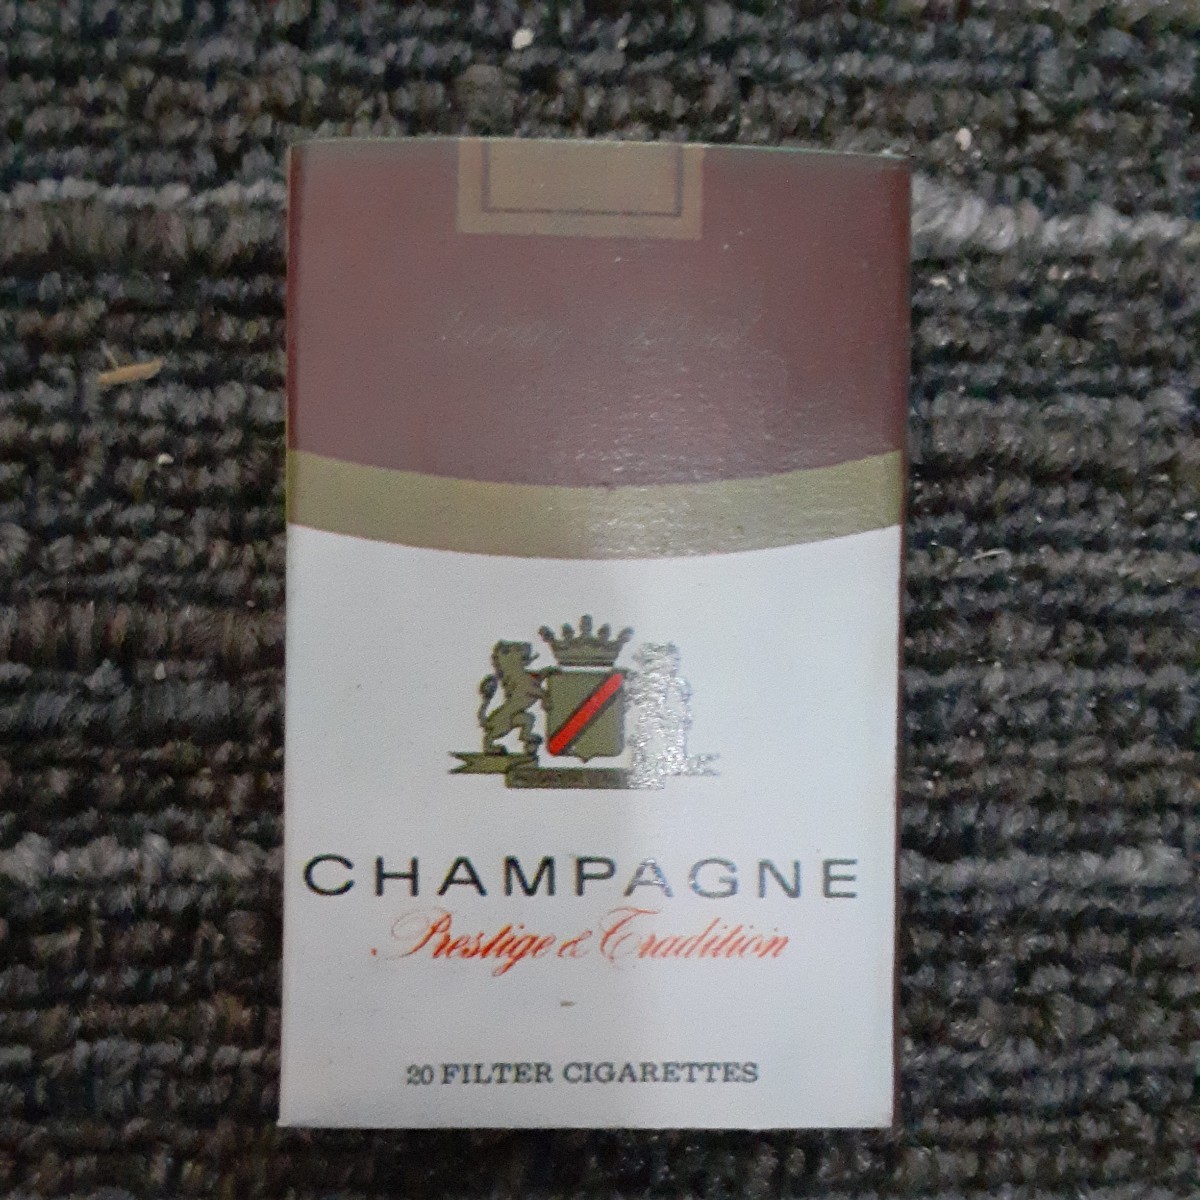 CHAMPAGNE
Prestige & Tradition
20 FILTER CIGARETTES